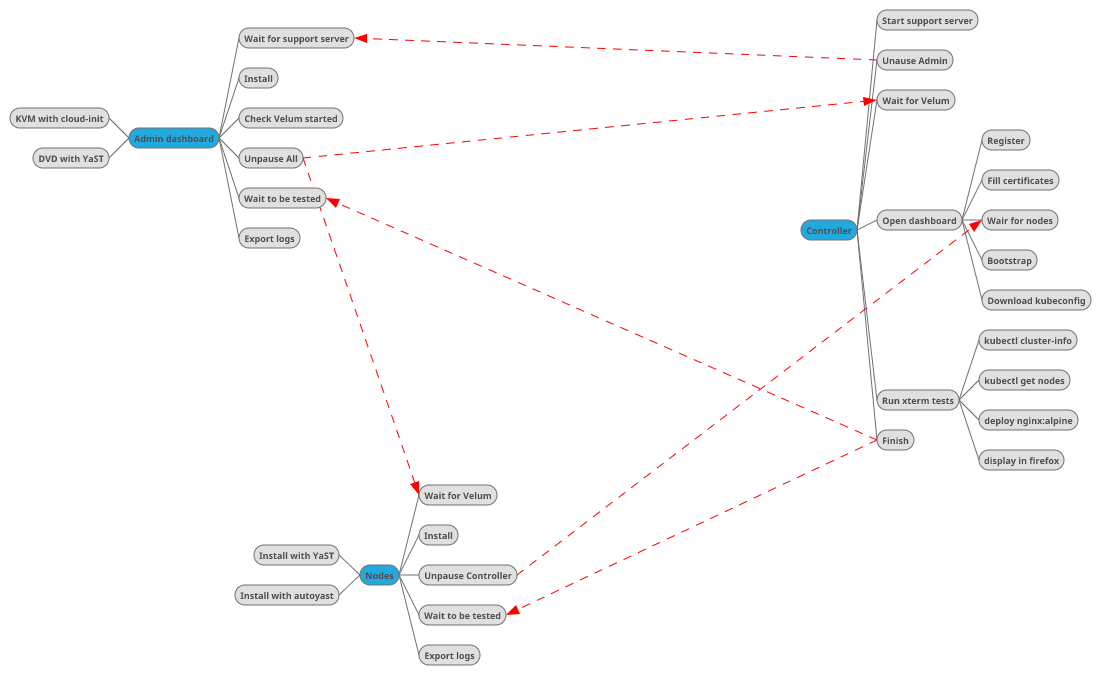 KVM with cloud-init
DVD with YaST
Admin dashboard
Wait for support server
Install
Check Velum started
Unpause All
Wait to be tested
Export logs
Controller
Start support server
Unause Admin
Wait for Velum
Open dashboard
Register
Fill certificates
Wair for nodes
Bootstrap
Download kubeconfig
Run xterm tests
kubectl cluster-info
kubectl get nodes
deploy nginx:alpine
display in firefox
Finish
Install with YaST
Install with autoyast
Nodes
Wait for Velum
Install
Unpause Controller
Wait to be tested
Export logs